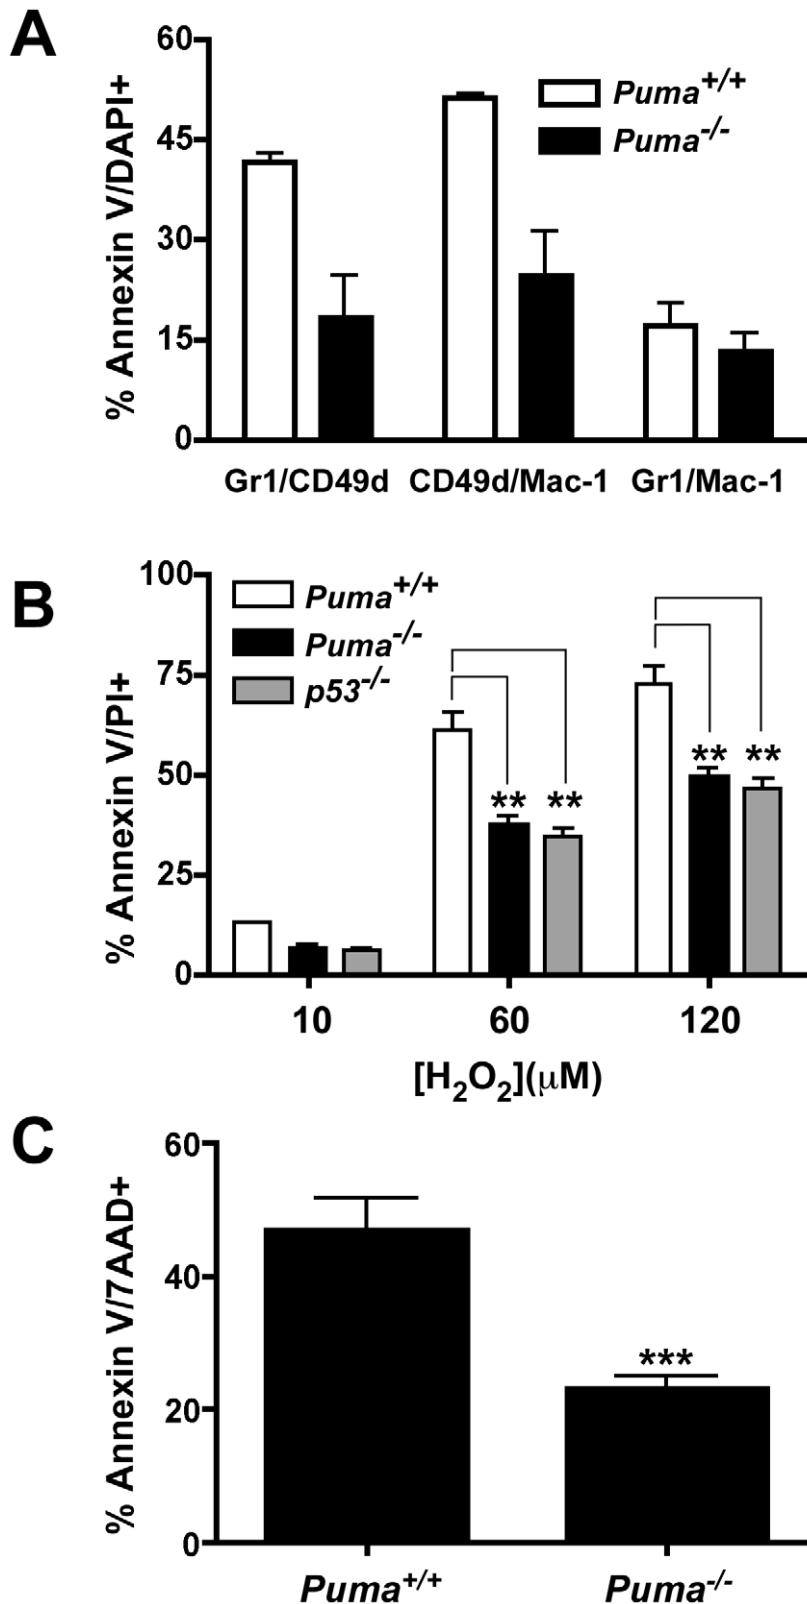 A
% Annexin V/DAPI+
60
45
30
15
0
Puma+/+
Puma-/-
Gr1/CD49d CD49d/Mac-1 Gr1/Mac-1
B
% Annexin V/PI+
100
75
50
25
0
Puma+/+
Puma-/-
p53-/-
** **
** **
10 60 120
[H2O2](μM)
C
% Annexin V/7AAD+
60
40
20
0
***
Puma+/+ Puma-/-